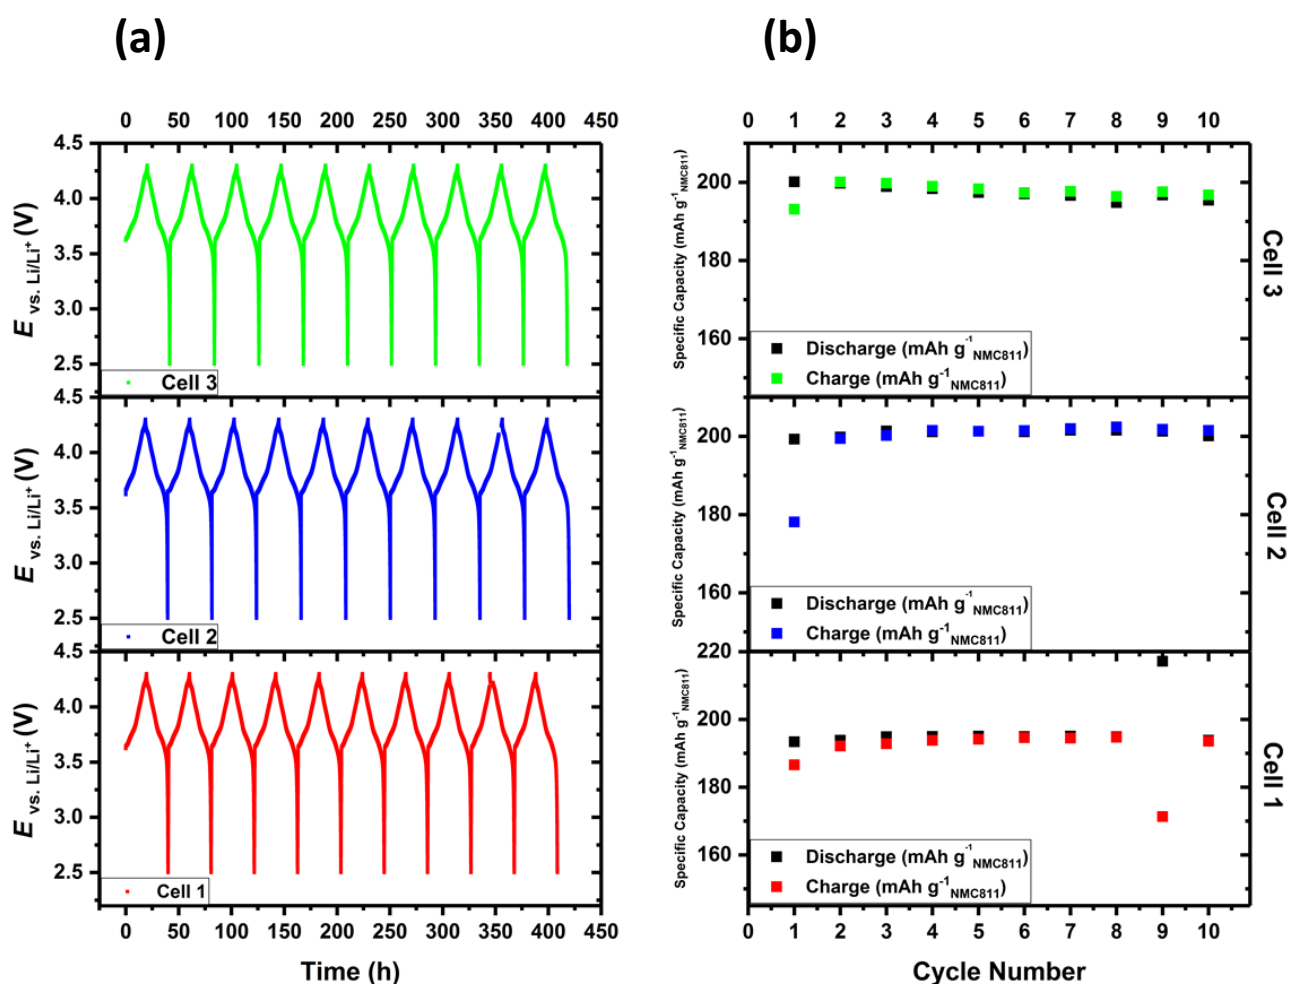 (a)
(b)
0 50 100 150 200 250 300 350 400 450
4.5
4.0
3.5
3.0
2.5
E vs. Li/Li⁺ (V)
Cell 3
4.5
4.0
3.5
3.0
2.5
E vs. Li/Li⁺ (V)
Cell 2
4.5
4.0
3.5
3.0
2.5
E vs. Li/Li⁺ (V)
Cell 1
0 50 100 150 200 250 300 350 400 450
Time (h)
0 1 2 3 4 5 6 7 8 9 10
200
180
160
Specific Capacity (mAh g⁻¹NMC811)
Discharge (mAh g⁻¹NMC811)
Charge (mAh g⁻¹NMC811)
Cell 3
200
180
160
Specific Capacity (mAh g⁻¹NMC811)
Discharge (mAh g⁻¹NMC811)
Charge (mAh g⁻¹NMC811)
Cell 2
220
200
180
160
Specific Capacity (mAh g⁻¹NMC811)
Discharge (mAh g⁻¹NMC811)
Charge (mAh g⁻¹NMC811)
Cell 1
0 1 2 3 4 5 6 7 8 9 10
Cycle Number